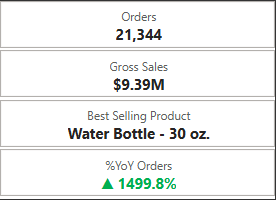 Orders
21,344
Gross Sales
$9.39M
Best Selling Product
Water Bottle - 30 oz.
%YoY Orders
▲ 1499.8%